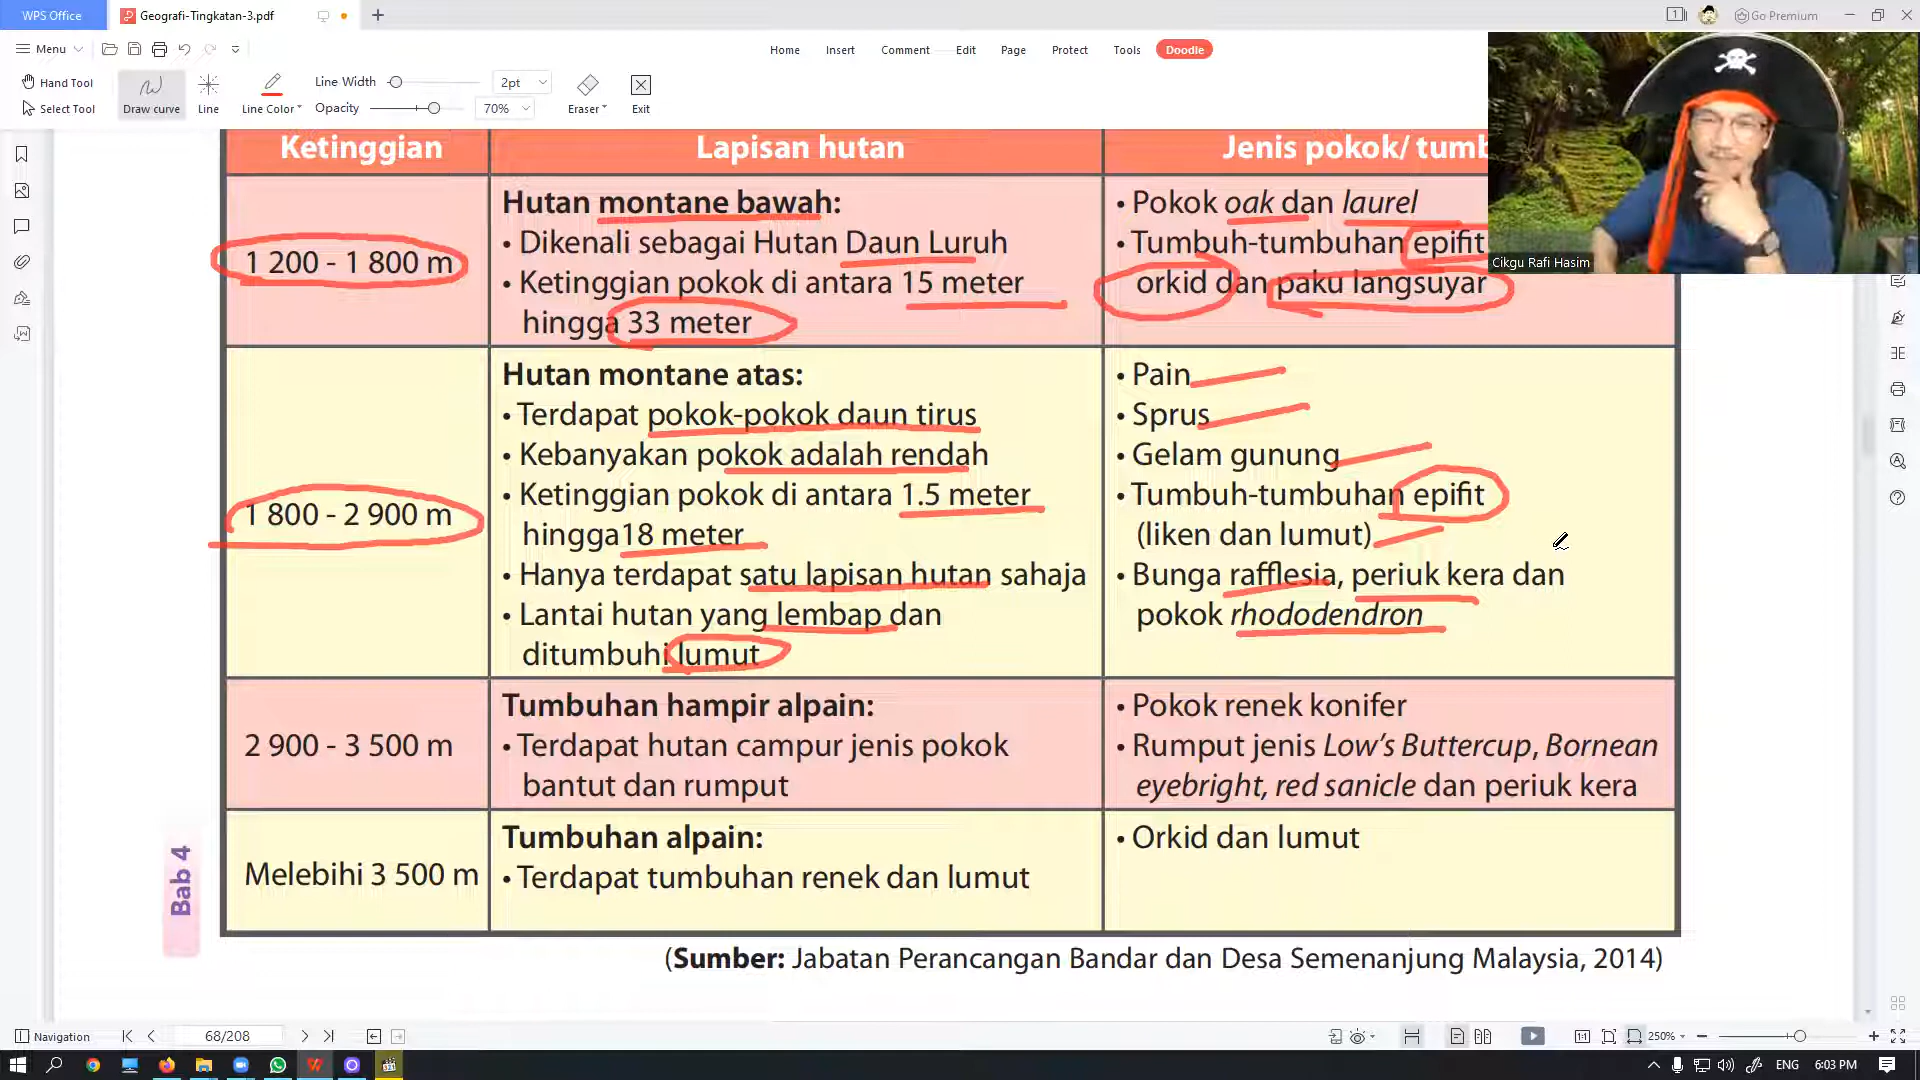 WPS Office
Geografi-Tingkatan-3.pdf
Go Premium
Menu
Home Insert Comment Edit Page Protect Tools Doodle
Hand Tool
Select Tool
Draw curve
Line
Line Color
Line Width 2pt
Opacity 70%
Eraser
Exit
Cikgu Rafi Hasim
Ketinggian
Lapisan hutan
Jenis pokok/
1 200 - 1 800 m
Hutan montane bawah:
• Dikenali sebagai Hutan Daun Luruh
• Ketinggian pokok di antara 15 meter
hingga 33 meter
• Pokok oak dan laurel
• Tumbuh-tumbuhan epifit
orkid dan paku langsuyar
1 800 - 2 900 m
Hutan montane atas:
• Terdapat pokok-pokok daun tirus
• Kebanyakan pokok adalah rendah
• Ketinggian pokok di antara 1.5 meter
hingga18 meter
• Hanya terdapat satu lapisan hutan sahaja
• Lantai hutan yang lembap dan
ditumbuhi lumut
• Pain
• Sprus
• Gelam gunung
• Tumbuh-tumbuhan epifit
(liken dan lumut)
• Bunga rafflesia, periuk kera dan
pokok rhododendron
2 900 - 3 500 m
Tumbuhan hampir alpain:
• Terdapat hutan campur jenis pokok
bantut dan rumput
• Pokok renek konifer
• Rumput jenis Low's Buttercup, Bornean
eyebright, red sanicle dan periuk kera
Melebihi 3 500 m
Tumbuhan alpain:
• Terdapat tumbuhan renek dan lumut
• Orkid dan lumut
Bab 4
(Sumber: Jabatan Perancangan Bandar dan Desa Semenanjung Malaysia, 2014)
Navigation
68/208
250%
ENG
6:03 PM